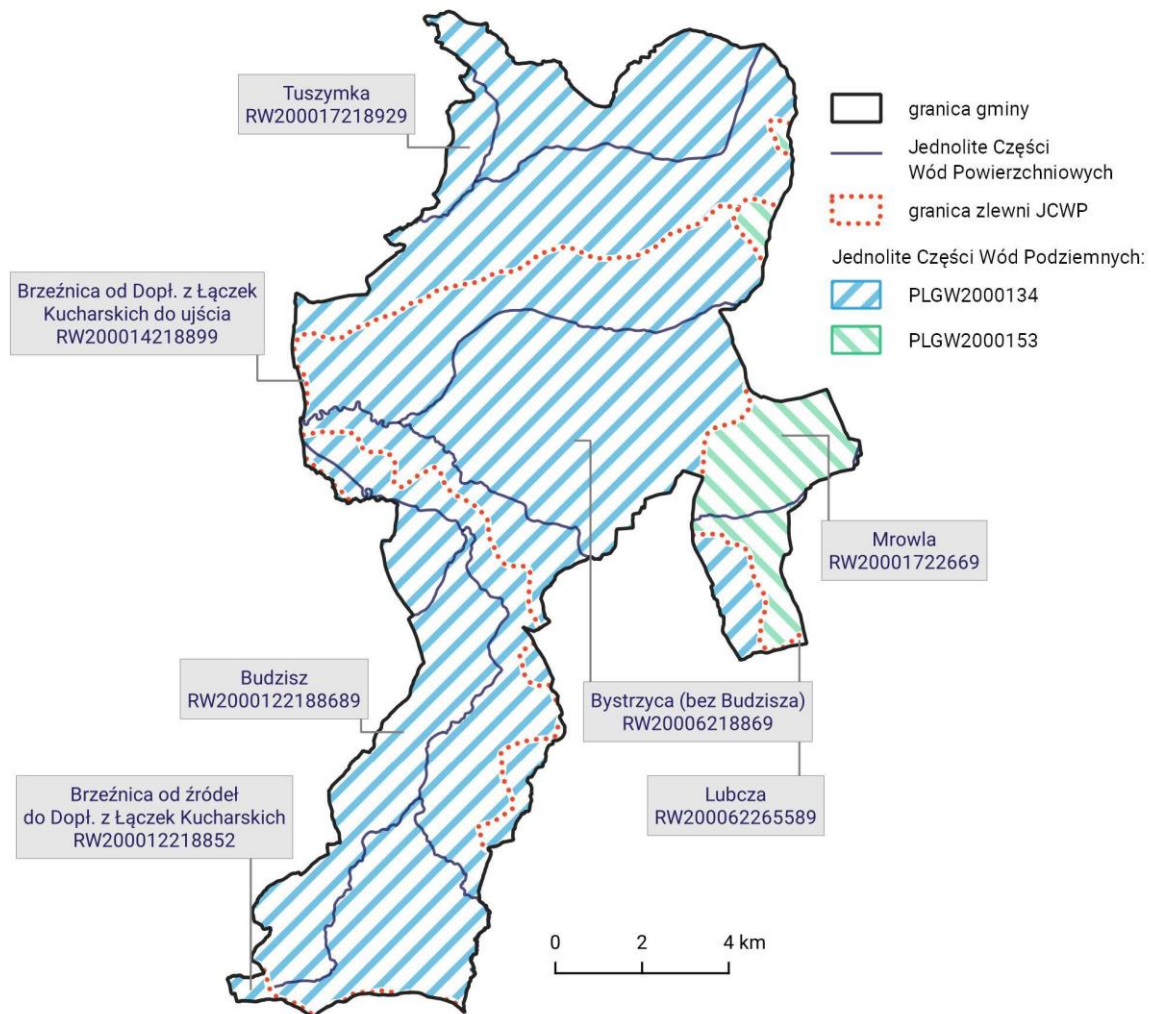 Tuszymka
RW200017218929
granica gminy
Jednolite Części
Wód Powierzchniowych
granica zlewni JCWP
Jednolite Części Wód Podziemnych:
PLGW2000134
PLGW2000153
Brzeźnica od Dopł. z Łączek
Kucharskich do ujścia
RW200014218899
Mrowla
RW20001722669
Budzisz
RW2000122188689
Bystrzyca (bez Budzisza)
RW20006218869
Brzeźnica od źródeł
do Dopł. z Łączek Kucharskich
RW200012218852
Lubcza
RW200062265589
0 2 4 km